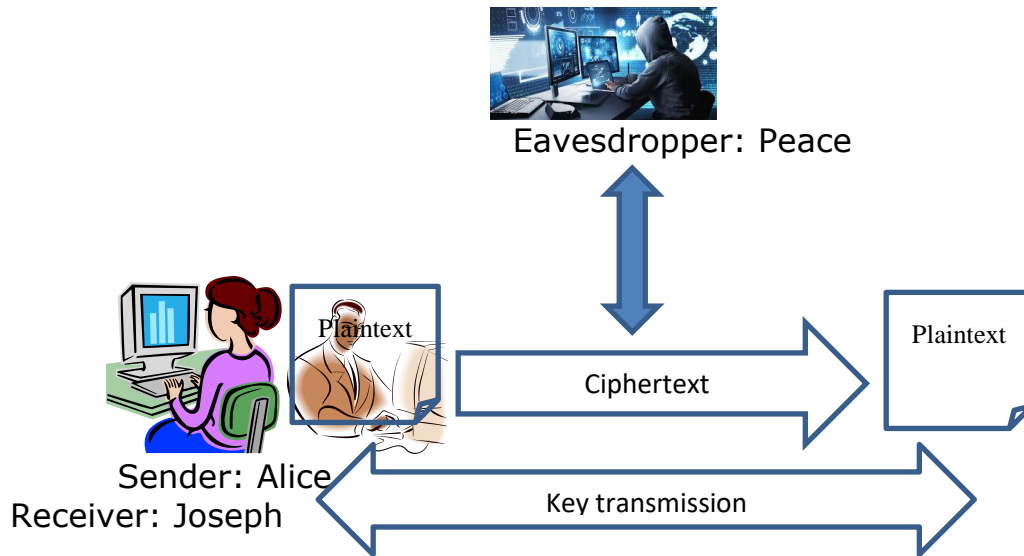 Eavesdropper: Peace
Plaintext
Plaintext
Ciphertext
Sender: Alice
Receiver: Joseph
Key transmission